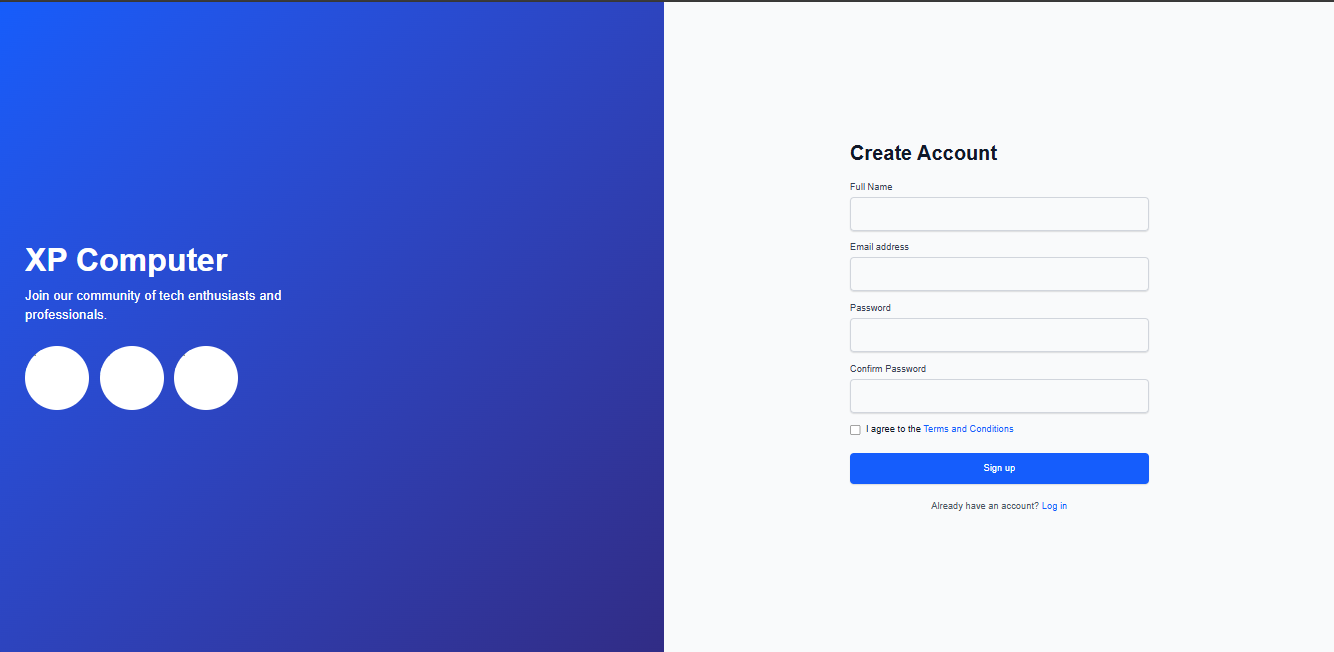 XP Computer
Join our community of tech enthusiasts and
professionals.
Create Account
Full Name
Email address
Password
Confirm Password
I agree to the Terms and Conditions
Sign up
Already have an account? Log in